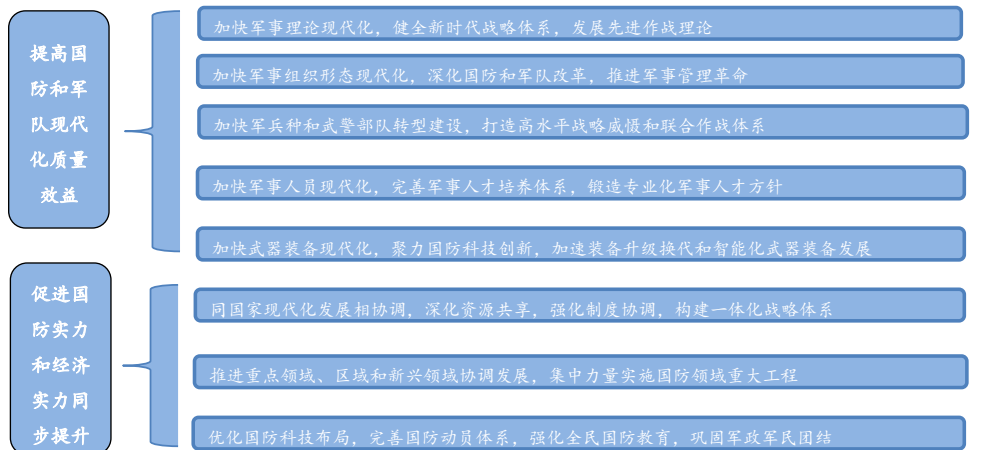 提高国
防和军
队现代
化质量
效益
加快军事理论现代化，健全新时代战略体系，发展先进作战理论
加快军事组织形态现代化，深化国防和军队改革，推进军事管理革命
加快军兵种和武警部队转型建设，打造高水平战略威慑和联合作战体系
加快军事人员现代化，完善军事人才培养体系，锻造专业化军事人才方针
加快武器装备现代化，聚力国防科技创新，加速装备升级换代和智能化武器装备发展
促进国
防实力
和经济
实力同
步提升
同国家现代化发展相协调，深化资源共享，强化制度协调，构建一体化战略体系
推进重点领域、区域和新兴领域协调发展，集中力量实施国防领域重大工程
优化国防科技布局，完善国防动员体系，强化全民国防教育，巩固军政军民团结